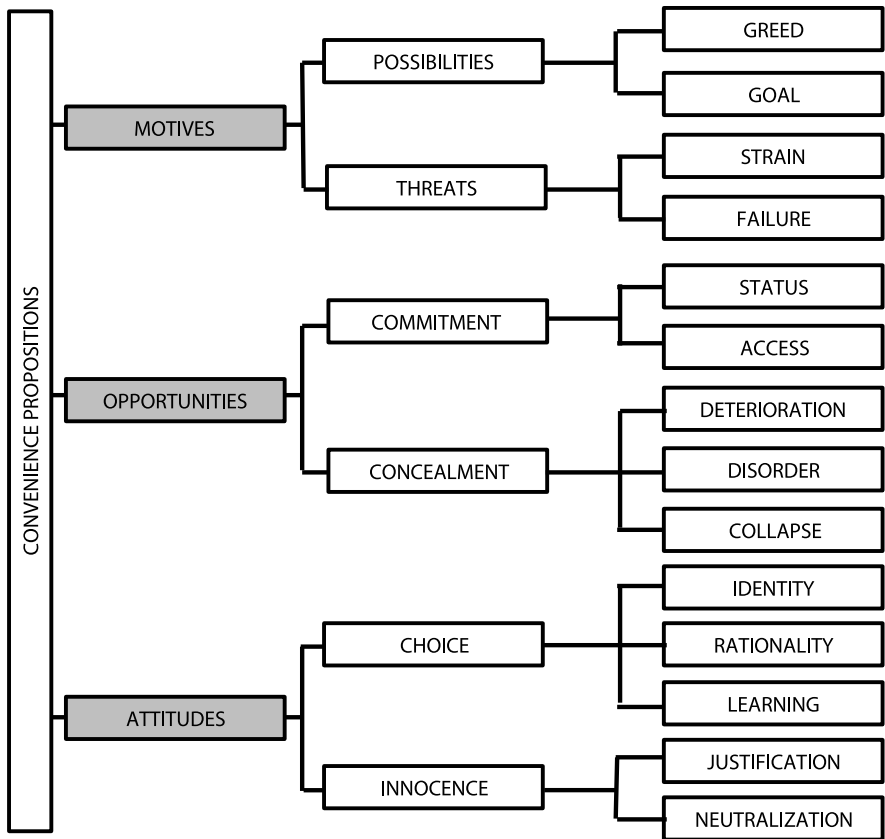 CONVENIENCE PROPOSITIONS
MOTIVES
POSSIBILITIES
GREED
GOAL
THREATS
STRAIN
FAILURE
OPPORTUNITIES
COMMITMENT
STATUS
ACCESS
CONCEALMENT
DETERIORATION
DISORDER
COLLAPSE
ATTITUDES
CHOICE
IDENTITY
RATIONALITY
LEARNING
INNOCENCE
JUSTIFICATION
NEUTRALIZATION